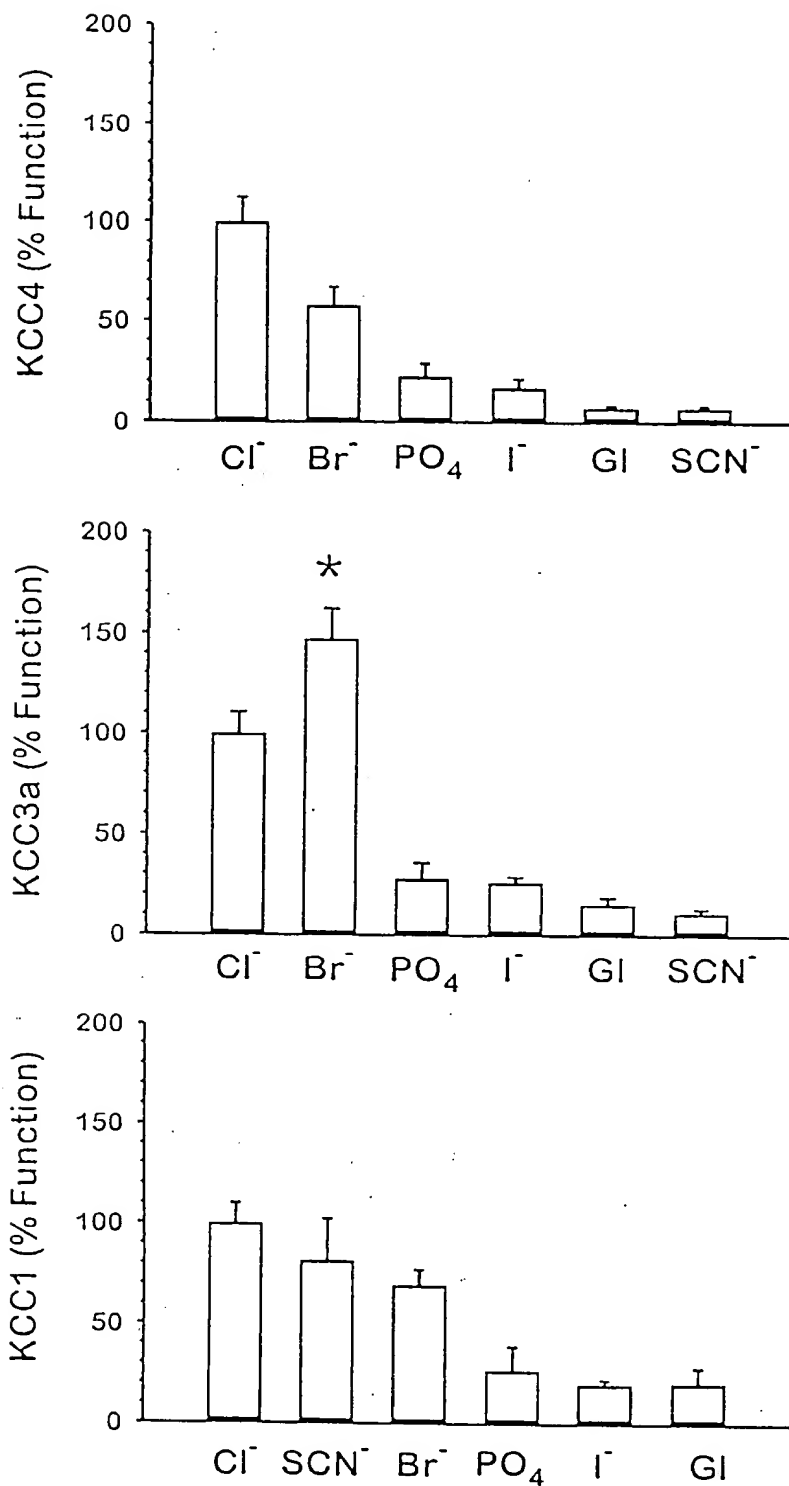 KCC4 (% Function)
200
150
100
50
0
Cl⁻ Br⁻ PO₄ I⁻ Gl SCN⁻
KCC3a (% Function)
200
150
100
50
0
*
Cl⁻ Br⁻ PO₄ I⁻ Gl SCN⁻
KCC1 (% Function)
200
150
100
50
0
Cl⁻ SCN⁻ Br⁻ PO₄ I⁻ Gl